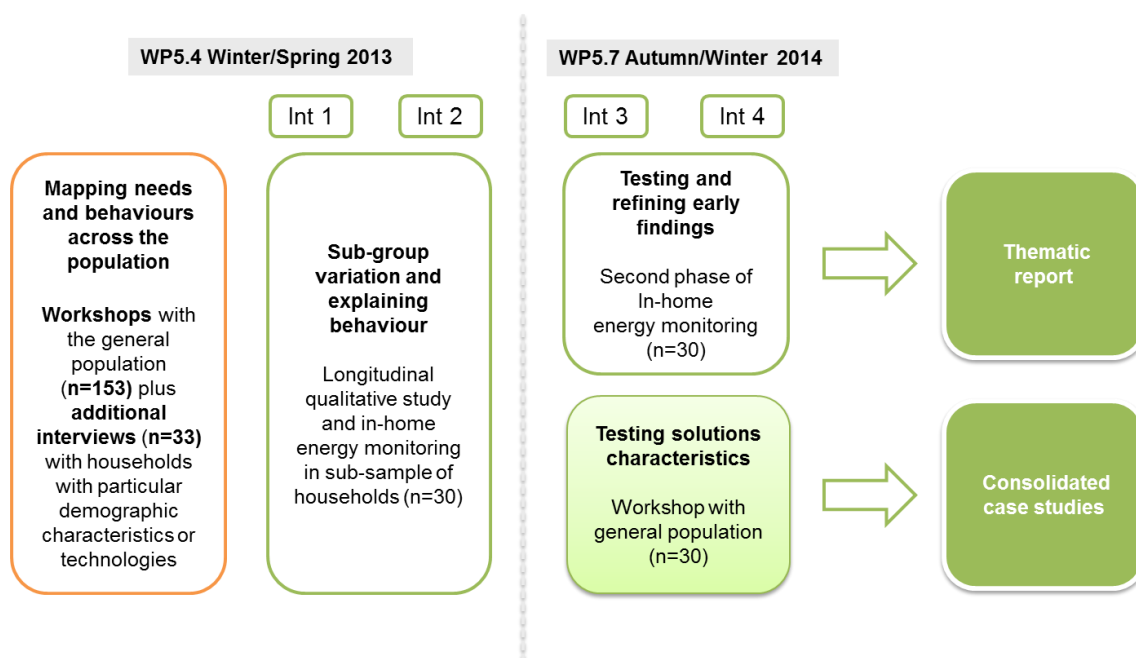 WP5.4 Winter/Spring 2013
WP5.7 Autumn/Winter 2014
Int 1
Int 2
Int 3
Int 4
Mapping needs
and behaviours
across the
population
Workshops with
the general
population
(n=153) plus
additional
interviews (n=33)
with households
with particular
demographic
characteristics or
technologies
Sub-group
variation and
explaining
behaviour
Longitudinal
qualitative study
and in-home
energy monitoring
in sub-sample of
households (n=30)
Testing and
refining early
findings
Second phase of
In-home
energy monitoring
(n=30)
Thematic
report
Testing solutions
characteristics
Workshop with
general population
(n=30)
Consolidated
case studies